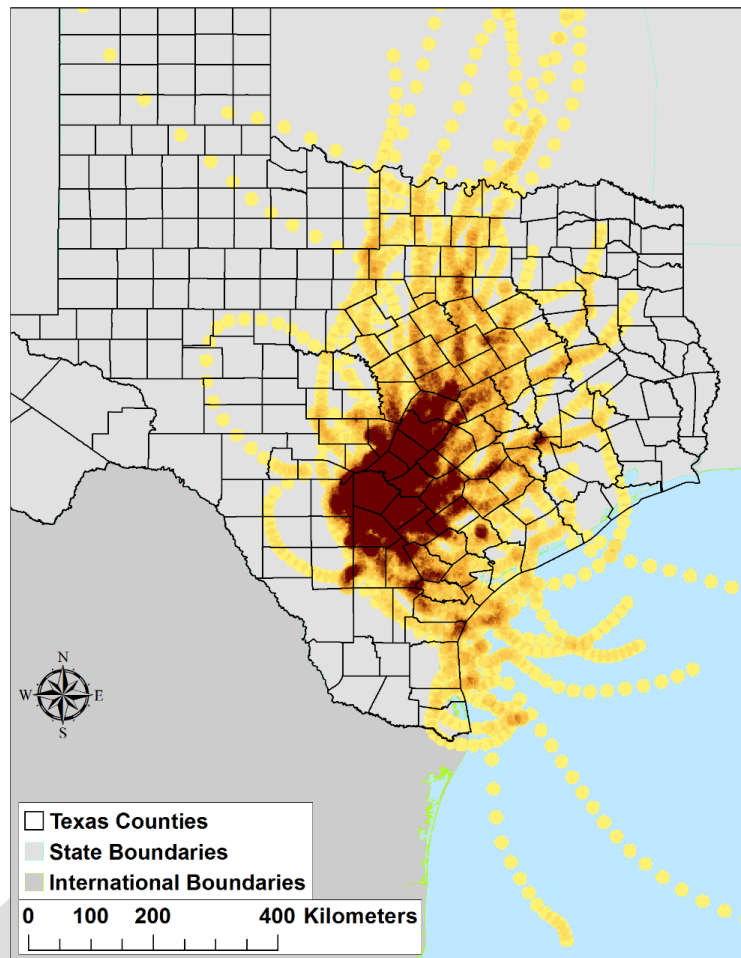 N
W E
S
Texas Counties
State Boundaries
International Boundaries
0 100 200 400 Kilometers